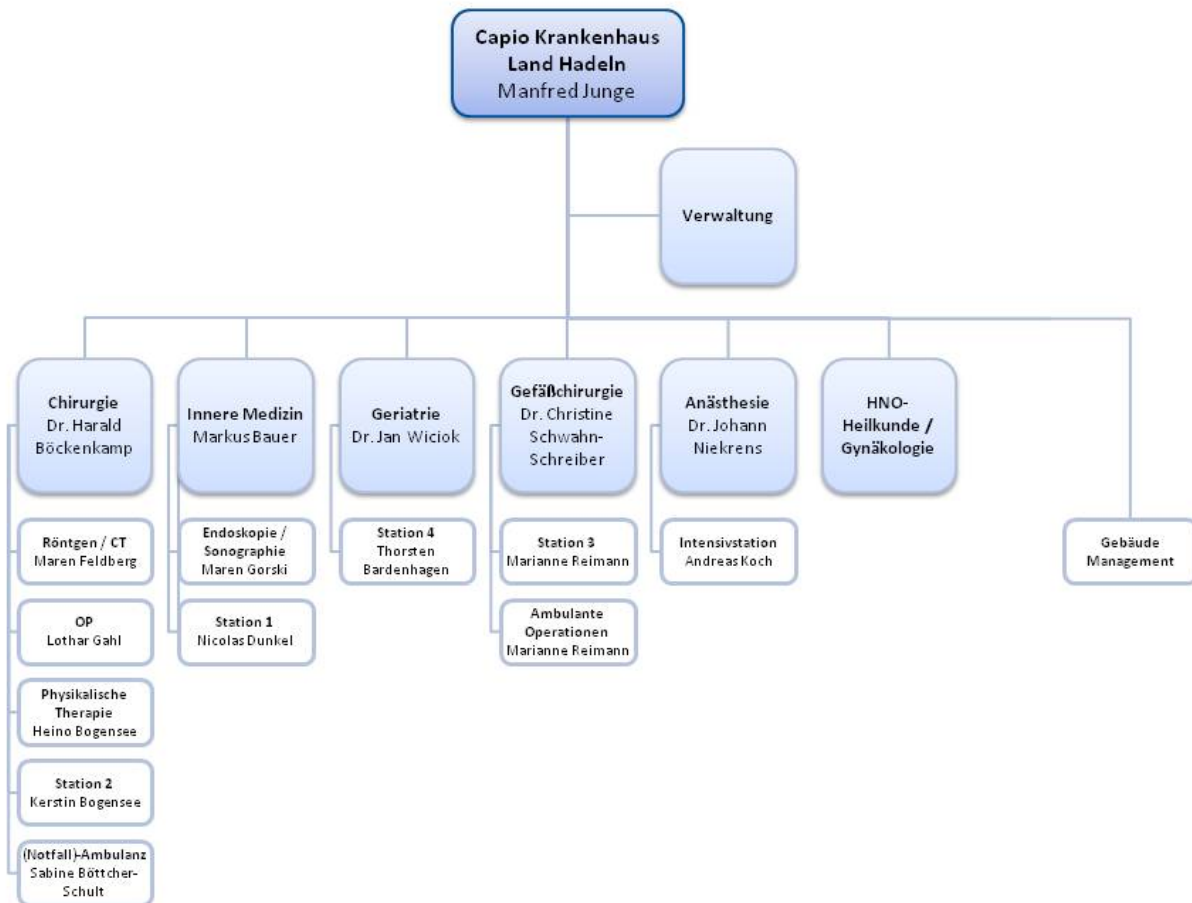 Capio Krankenhaus
Land Hadeln
Manfred Junge
Verwaltung
Chirurgie
Dr. Harald
Böckenkamp
Innere Medizin
Markus Bauer
Geriatrie
Dr. Jan Wiciok
Gefäßchirurgie
Dr. Christine
Schwahn-
Schreiber
Anästhesie
Dr. Johann
Niekrens
HNO-
Heilkunde /
Gynäkologie
Röntgen / CT
Maren Feldberg
OP
Lothar Gahl
Physikalische
Therapie
Heino Bogensee
Station 2
Kerstin Bogensee
(Notfall)-Ambulanz
Sabine Böttcher-
Schult
Endoskopie /
Sonographie
Maren Gorski
Station 1
Nicolas Dunkel
Station 4
Thorsten
Bardenhagen
Station 3
Marianne Reimann
Ambulante
Operationen
Marianne Reimann
Intensivstation
Andreas Koch
Gebäude
Management